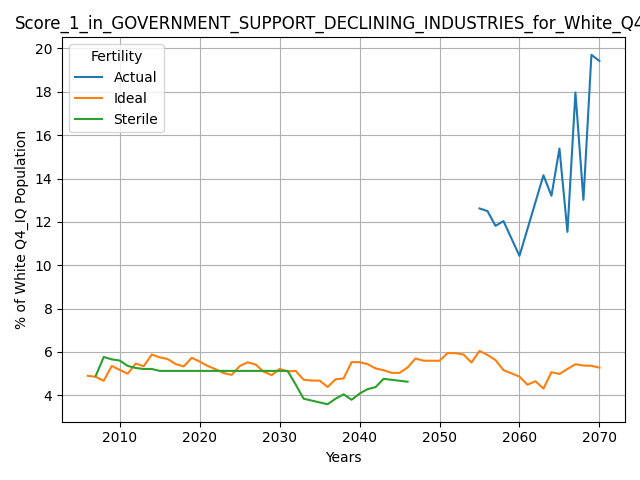 Score_1_in_GOVERNMENT_SUPPORT_DECLINING_INDUSTRIES_for_White_Q4
Fertility
Actual
Ideal
Sterile
% of White Q4_IQ Population
20
18
16
14
12
10
8
6
4
2010 2020 2030 2040 2050 2060 2070
Years